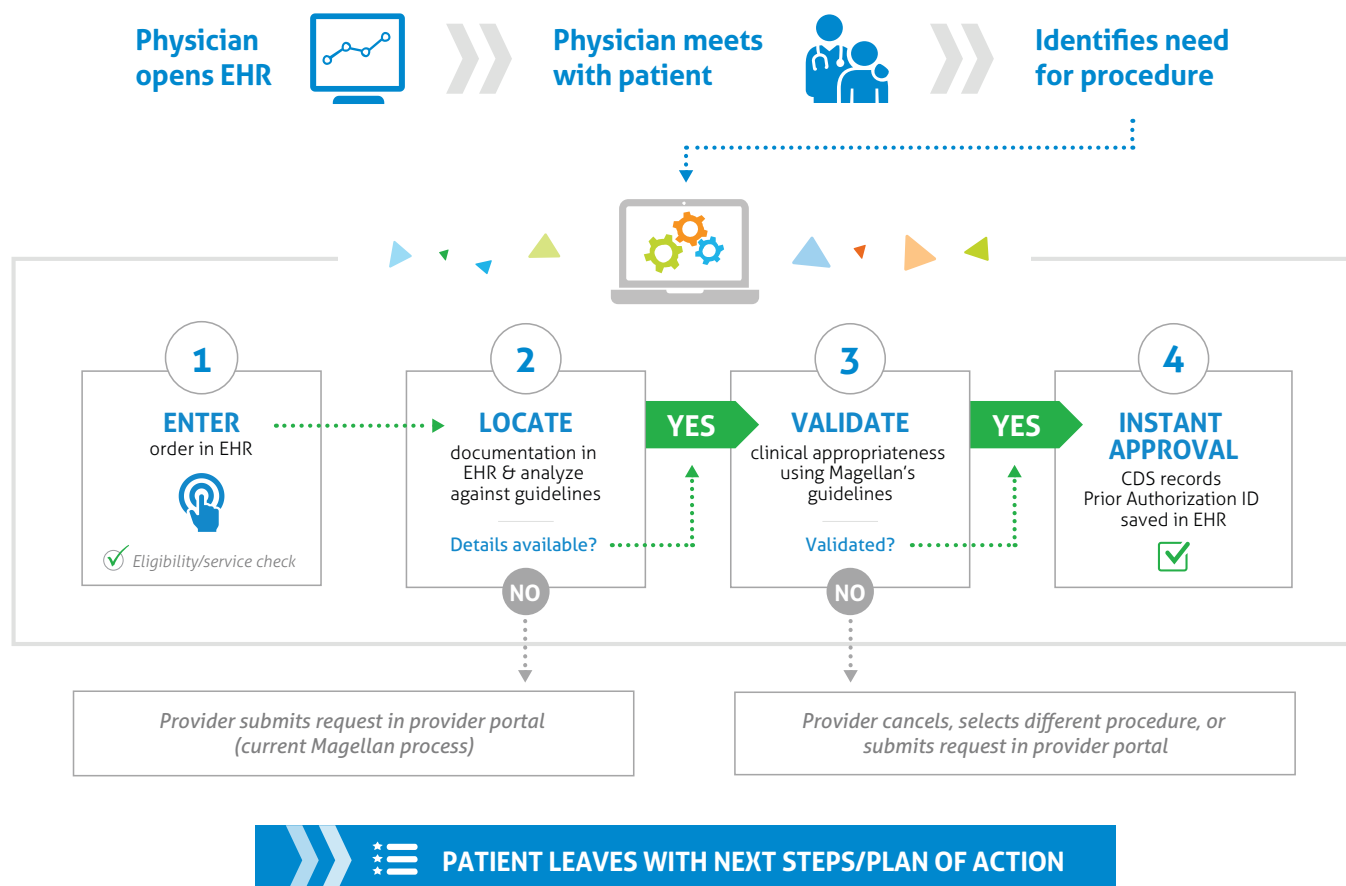 Physician
opens EHR
Physician meets
with patient
Identifies need
for procedure
1
ENTER
order in EHR
Eligibility/service check
2
LOCATE
documentation in
EHR & analyze
against guidelines
Details available?
YES
NO
3
VALIDATE
clinical appropriateness
using Magellan's
guidelines
Validated?
YES
NO
4
INSTANT
APPROVAL
CDS records
Prior Authorization ID
saved in EHR
Provider submits request in provider portal
(current Magellan process)
Provider cancels, selects different procedure, or
submits request in provider portal
PATIENT LEAVES WITH NEXT STEPS/PLAN OF ACTION